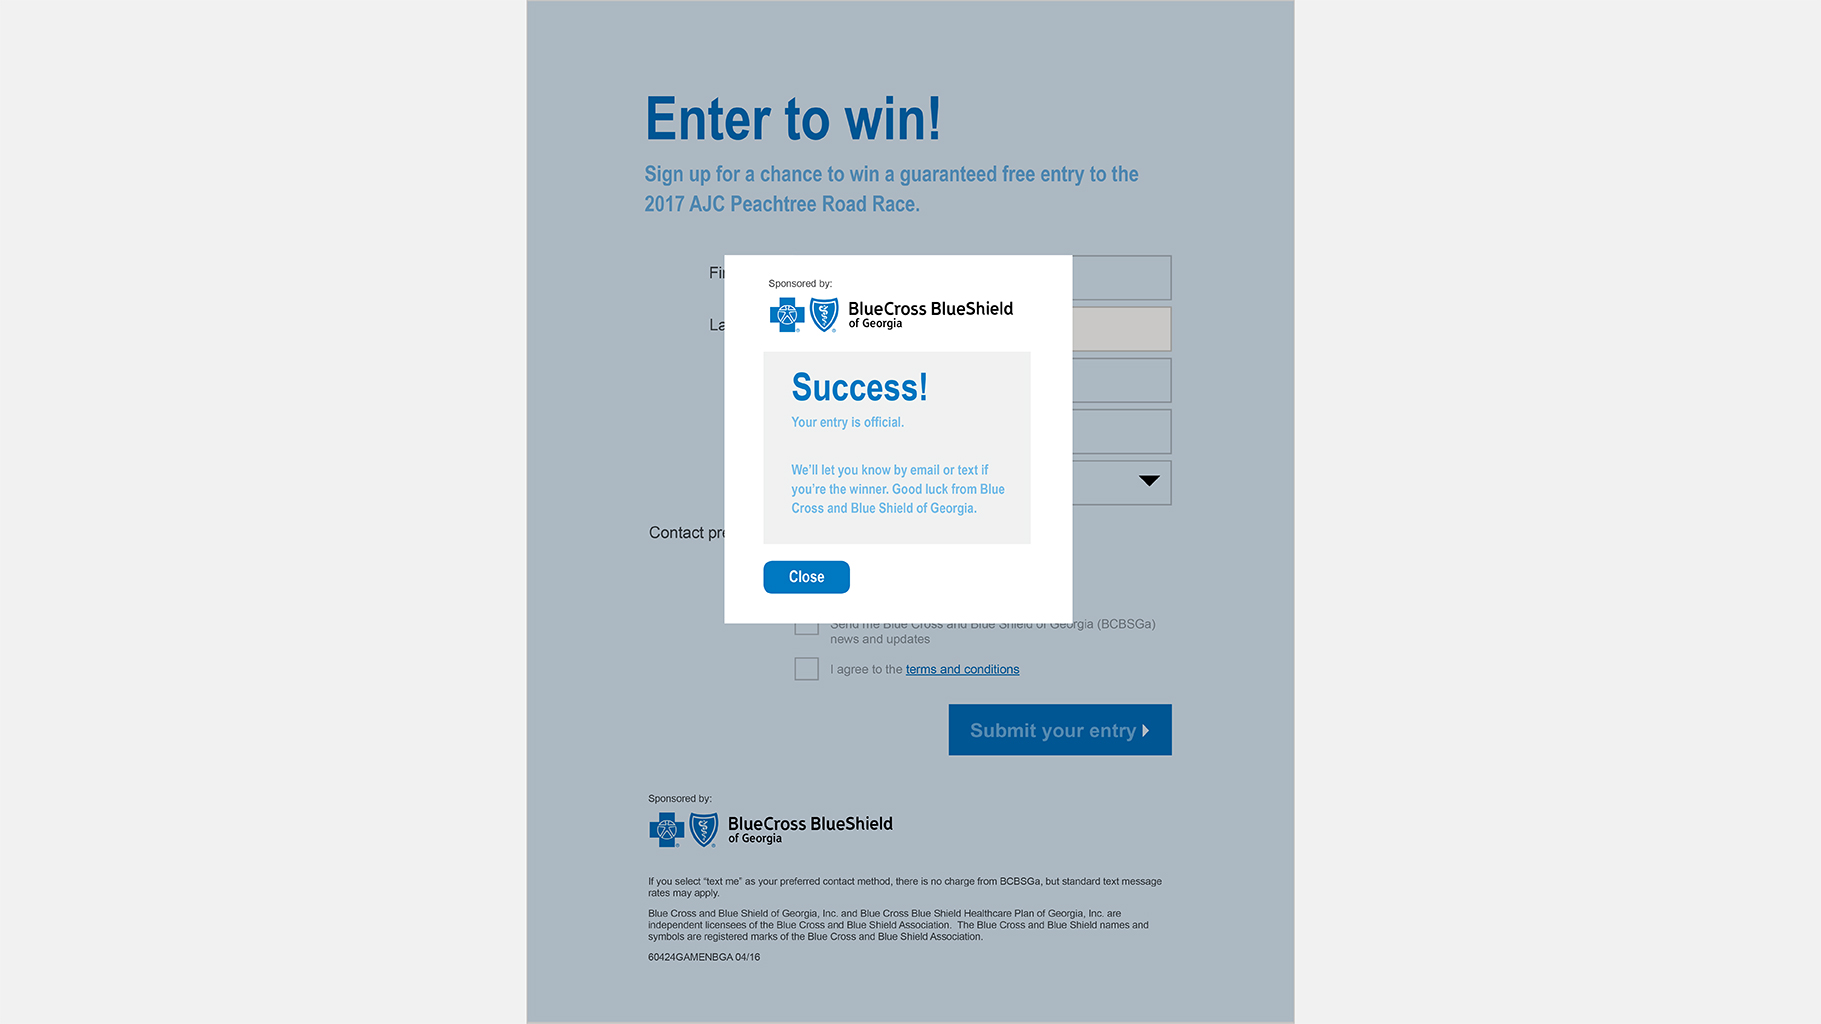 Enter to win!
Sign up for a chance to win a guaranteed free entry to the
2017 AJC Peachtree Road Race.
Sponsored by:
BlueCross BlueShield
of Georgia
Success!
Your entry is official.
We'll let you know by email or text if
you're the winner. Good luck from Blue
Cross and Blue Shield of Georgia.
Close
Contact
Send me Blue Cross and Blue Shield of Georgia (BCBSGa)
news and updates
I agree to the terms and conditions
Submit your entry
Sponsored by:
BlueCross BlueShield
of Georgia
If you select “text me” as your preferred contact method, there is no charge from BCBSGa, but standard text message
rates may apply.
Blue Cross and Blue Shield of Georgia, Inc. and Blue Cross Blue Shield Healthcare Plan of Georgia, Inc. are
independent licensees of the Blue Cross and Blue Shield Association.  The Blue Cross and Blue Shield names and
symbols are registered marks of the Blue Cross and Blue Shield Association.
60424GAMENBGA 04/16